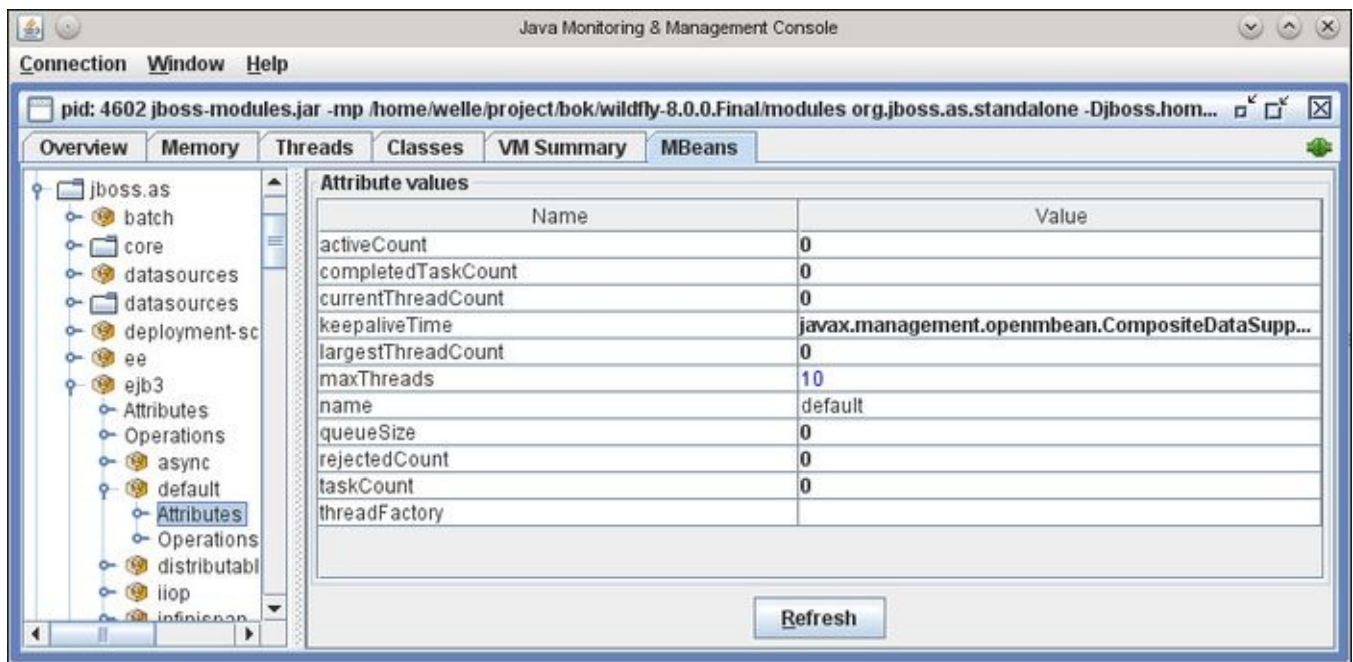 Java Monitoring & Management Console
Connection Window Help
pid: 4602 jboss-modules.jar -mp /home/welle/project/bok/wildfly-8.0.0.Final/modules org.jboss.as.standalone -Djboss.hom...
Overview Memory Threads Classes VM Summary MBeans
jboss.as
batch
core
datasources
datasources
deployment-sc
ee
ejb3
Attributes
Operations
async
default
Attributes
Operations
distributabl
iiop
infinispan
Attribute values
Name Value
activeCount 0
completedTaskCount 0
currentThreadCount 0
keepaliveTime javax.management.openmbean.CompositeDataSupp...
largestThreadCount 0
maxThreads 10
name default
queueSize 0
rejectedCount 0
taskCount 0
threadFactory
Refresh